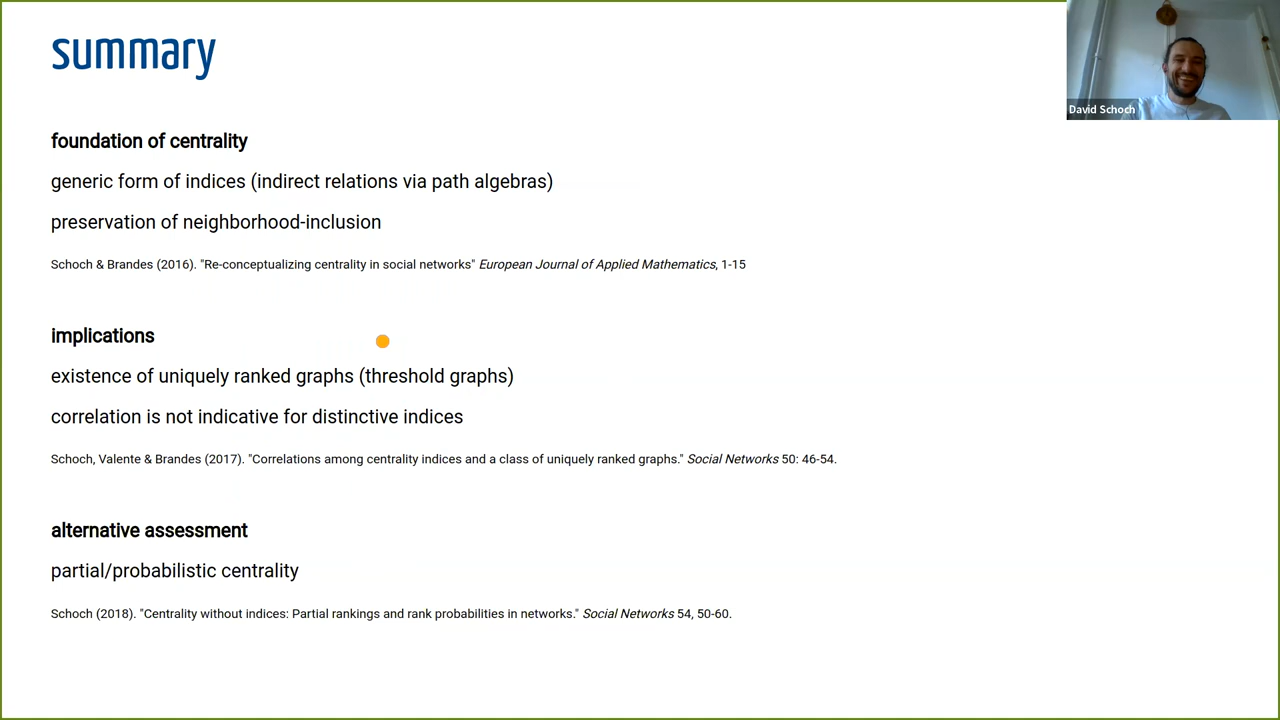 summary
David Schoch
foundation of centrality
generic form of indices (indirect relations via path algebras)
preservation of neighborhood-inclusion
Schoch & Brandes (2016). "Re-conceptualizing centrality in social networks" European Journal of Applied Mathematics, 1-15
implications
existence of uniquely ranked graphs (threshold graphs)
correlation is not indicative for distinctive indices
Schoch, Valente & Brandes (2017). "Correlations among centrality indices and a class of uniquely ranked graphs." Social Networks 50: 46-54.
alternative assessment
partial/probabilistic centrality
Schoch (2018). "Centrality without indices: Partial rankings and rank probabilities in networks." Social Networks 54, 50-60.